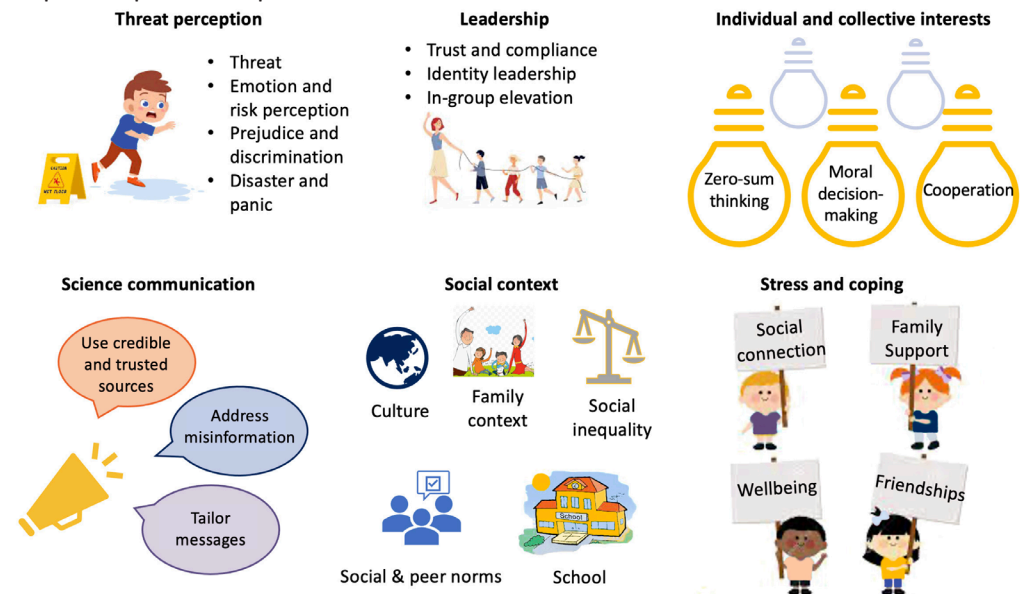 Threat perception
• Threat
• Emotion and
risk perception
• Prejudice and
discrimination
• Disaster and
panic
CAUTION
WET FLOOR
Leadership
• Trust and compliance
• Identity leadership
• In-group elevation
Individual and collective interests
Zero-sum
thinking
Moral
decision-
making
Cooperation
Science communication
Use credible
and trusted
sources
Address
misinformation
Tailor
messages
Social context
Culture
Family
context
Social
inequality
Social & peer norms
School
School
Stress and coping
Social
connection
Family
Support
Wellbeing
Friendships